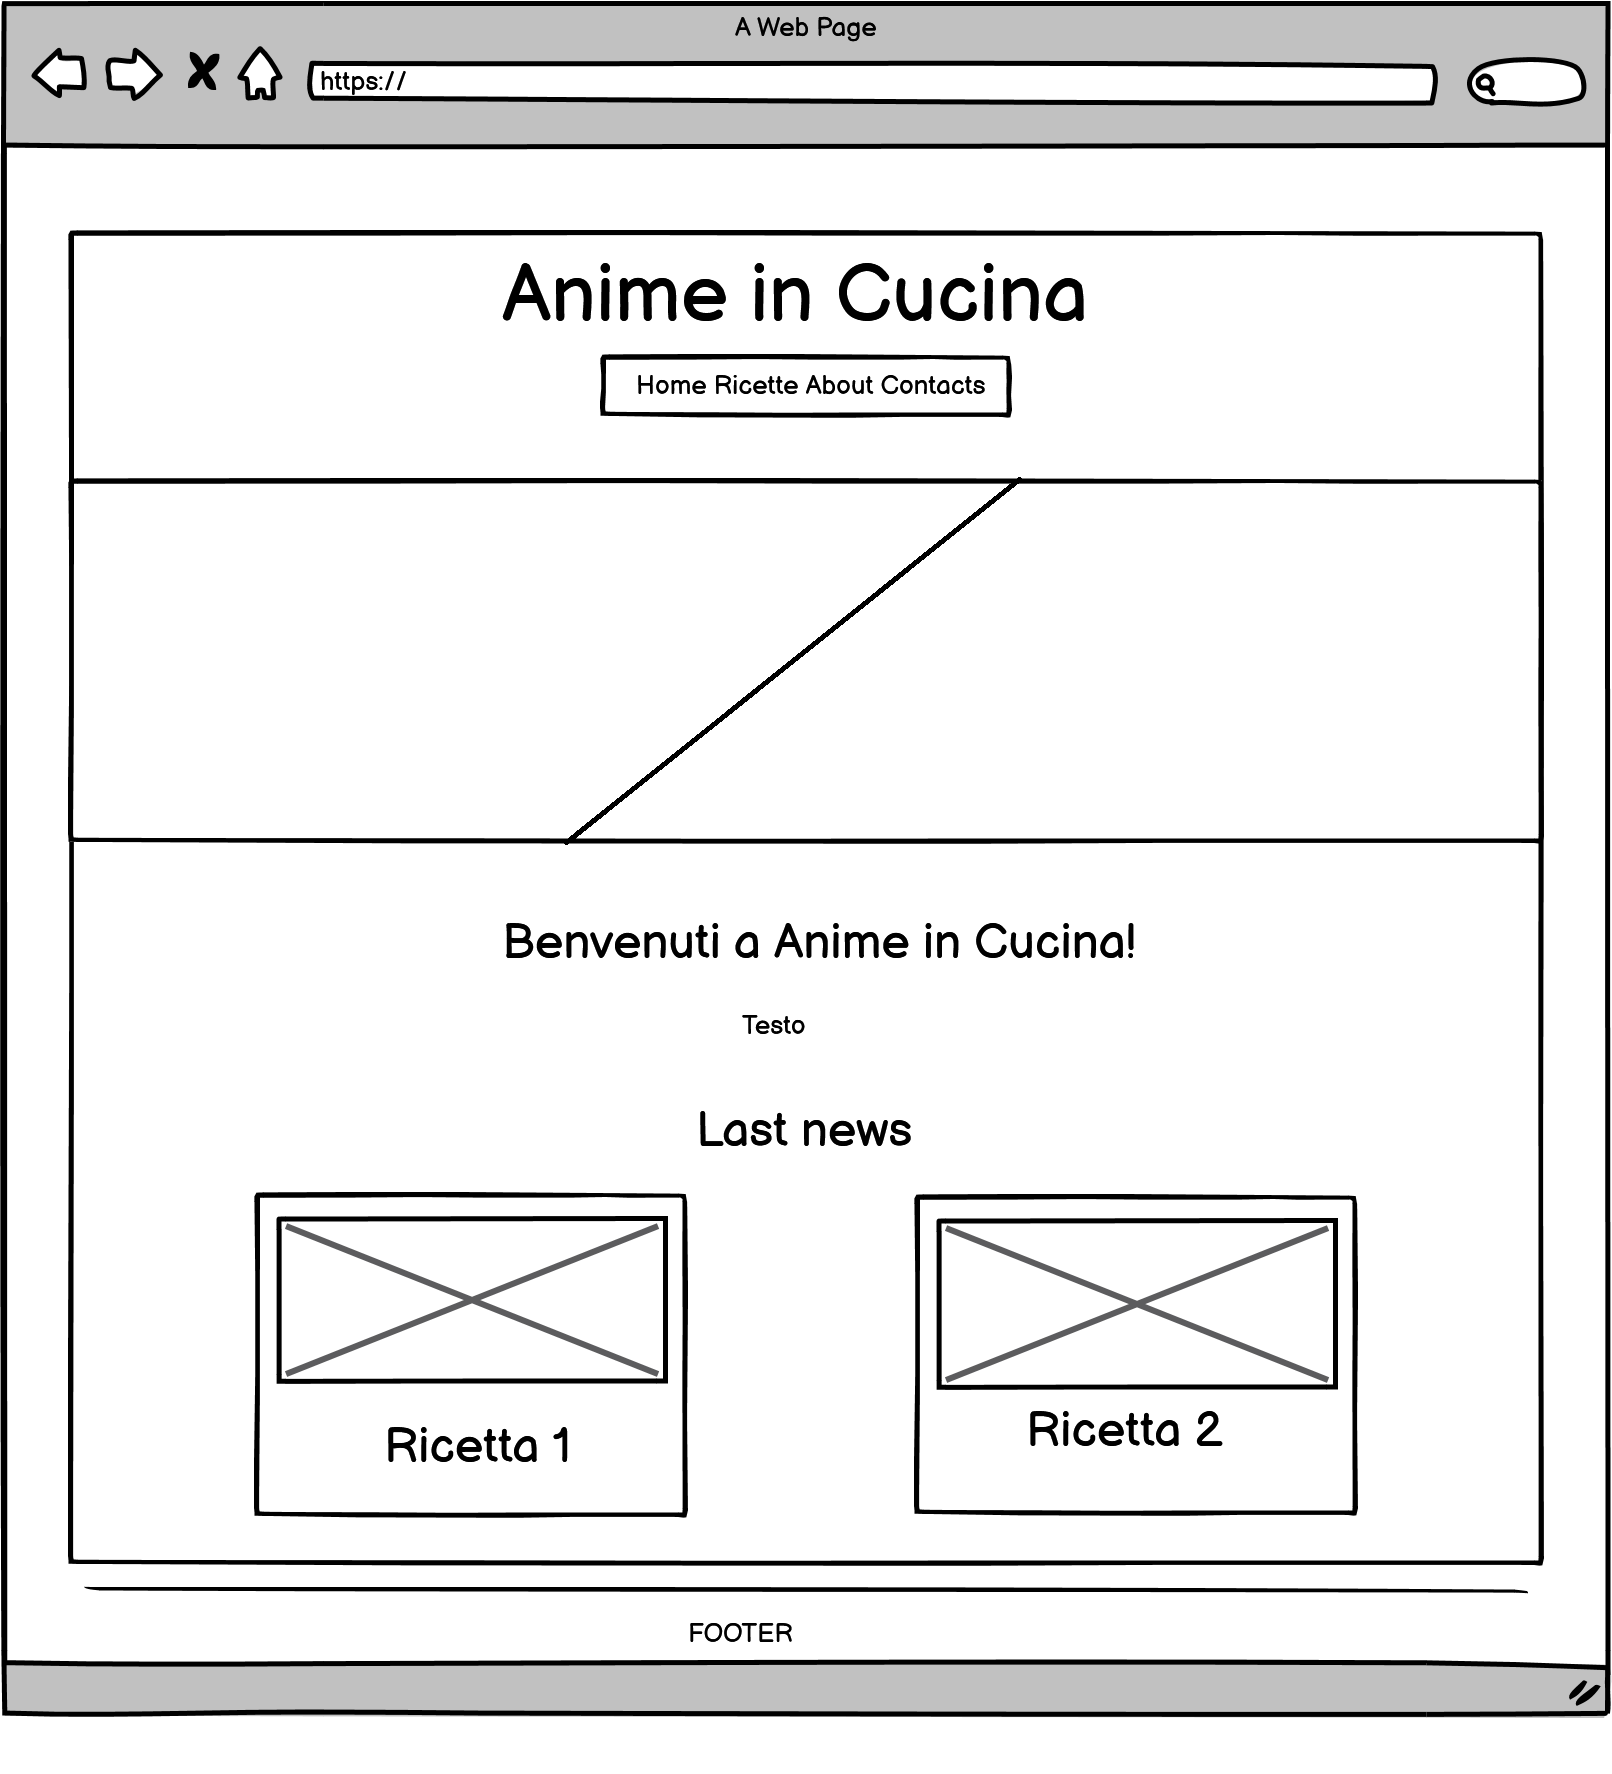 A Web Page
https://
Anime in Cucina
Home Ricette About Contacts
Benvenuti a Anime in Cucina!
Testo
Last news
Ricetta 1
Ricetta 2
FOOTER